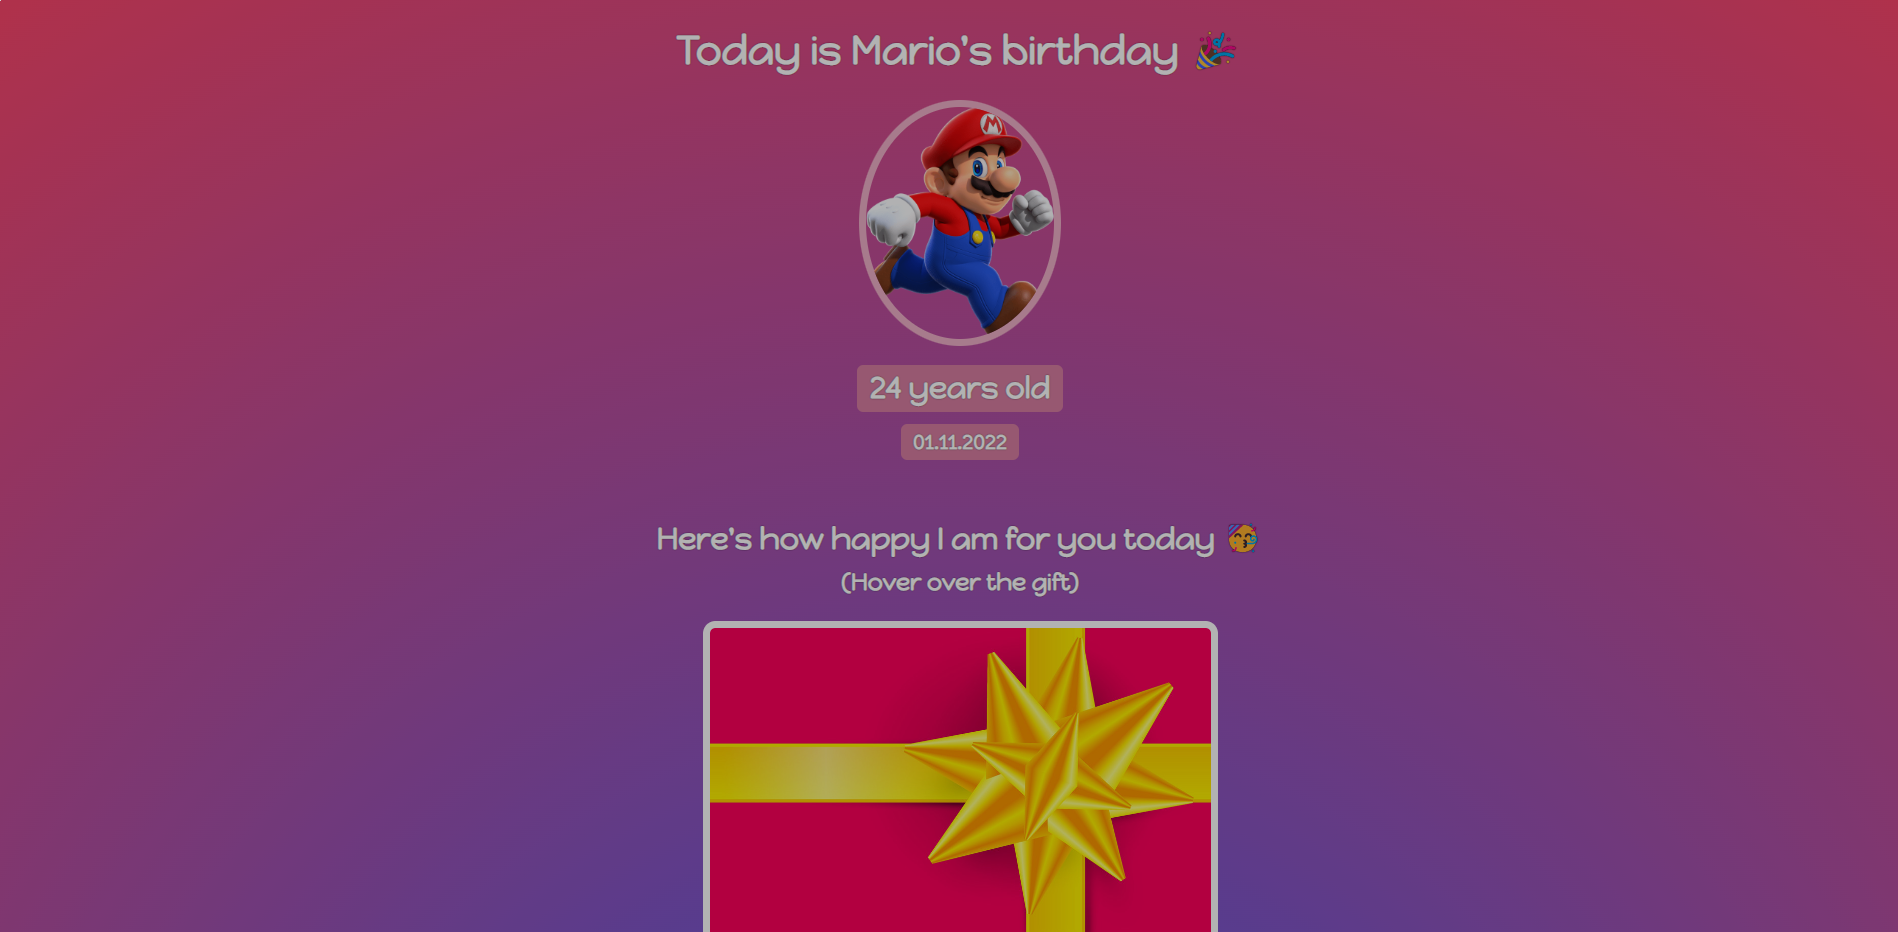 Today is Mario's birthday 🎉
M
24 years old
01.11.2022
Here's how happy I am for you today 🥳
(Hover over the gift)